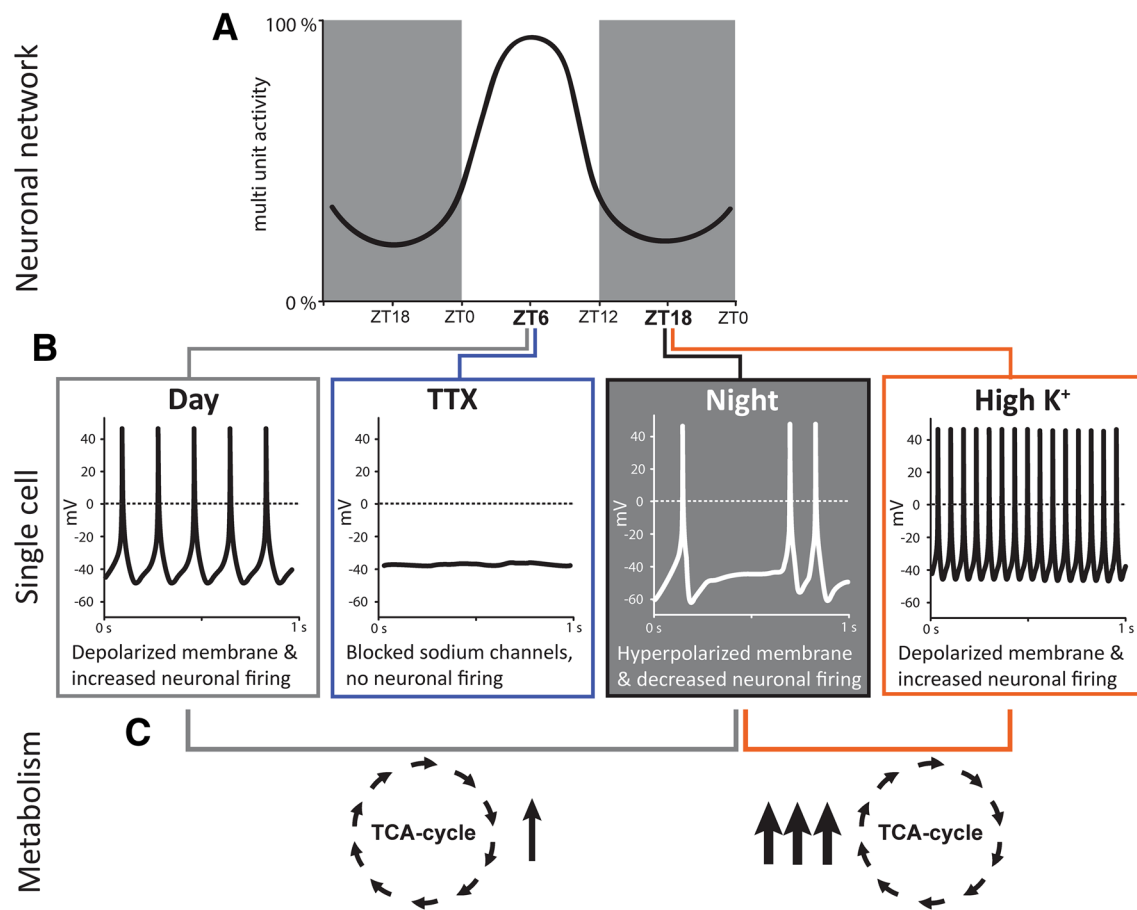 Neuronal network
A
100 %
multi unit activity
0 %
ZT18
ZT0
ZT6
ZT12
ZT18
ZT0
B
Single cell
Day
40
20
0
-20
-40
-60
mV
0 s
1 s
Depolarized membrane &
increased neuronal firing
TTX
40
20
0
-20
-40
-60
mV
0 s
1 s
Blocked sodium channels,
no neuronal firing
Night
40
20
0
-20
-40
-60
mV
0 s
1 s
Hyperpolarized membrane
& decreased neuronal firing
High K⁺
40
20
0
-20
-40
-60
mV
0 s
1 s
Depolarized membrane &
increased neuronal firing
C
Metabolism
TCA-cycle
TCA-cycle